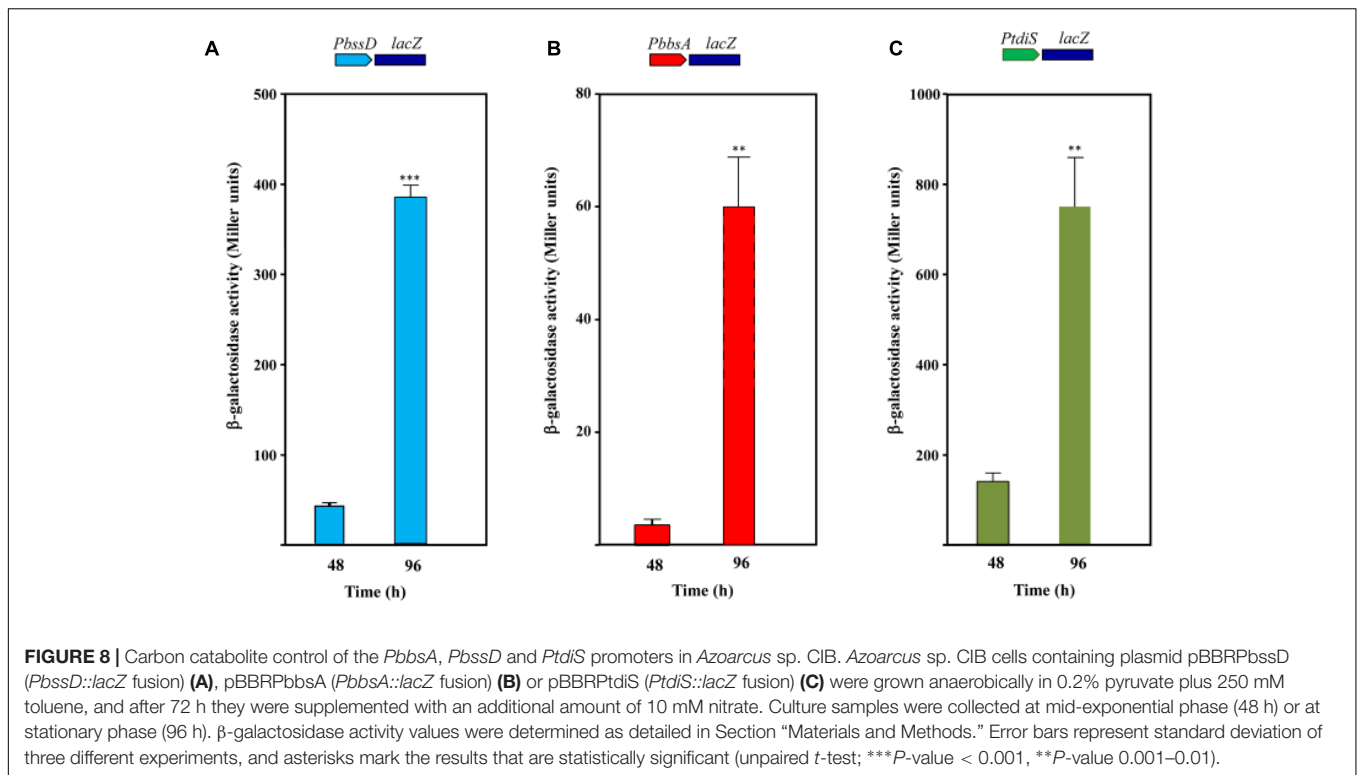 A
PbssD lacZ
500
400
300
200
100
β-galactosidase activity (Miller units)
***
48 96
Time (h)
B
PbbsA lacZ
80
60
40
20
β-galactosidase activity (Miller units)
**
48 96
Time (h)
C
PtdiS lacZ
1000
800
600
400
200
β-galactosidase activity (Miller units)
**
48 96
Time (h)
FIGURE 8 | Carbon catabolite control of the PbbsA, PbssD and PtdiS promoters in Azoarcus sp. CIB. Azoarcus sp. CIB cells containing plasmid pBBRPbssD
(PbssD::lacZ fusion) (A), pBBRPbbsA (PbbsA::lacZ fusion) (B) or pBBRPtdiS (PtdiS::lacZ fusion) (C) were grown anaerobically in 0.2% pyruvate plus 250 mM
toluene, and after 72 h they were supplemented with an additional amount of 10 mM nitrate. Culture samples were collected at mid-exponential phase (48 h) or at
stationary phase (96 h). β-galactosidase activity values were determined as detailed in Section “Materials and Methods.” Error bars represent standard deviation of
three different experiments, and asterisks mark the results that are statistically significant (unpaired t-test; ***P-value < 0.001, **P-value 0.001–0.01).